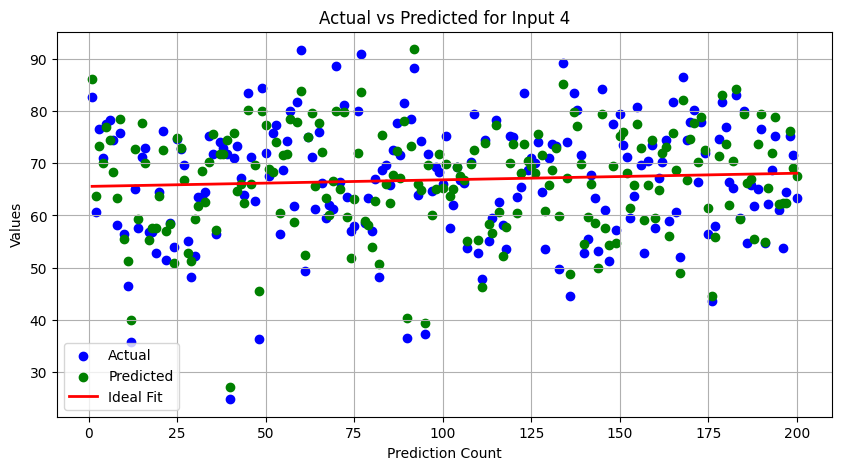 Actual vs Predicted for Input 4
Values
90
80
70
60
50
40
30
Actual
Predicted
Ideal Fit
0 25 50 75 100 125 150 175 200
Prediction Count